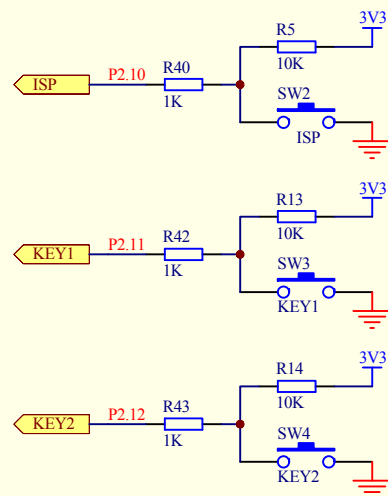 3V3
R5
10K
ISP
P2.10
R40
1K
SW2
ISP
3V3
R13
10K
KEY1
P2.11
R42
1K
SW3
KEY1
3V3
R14
10K
KEY2
P2.12
R43
1K
SW4
KEY2